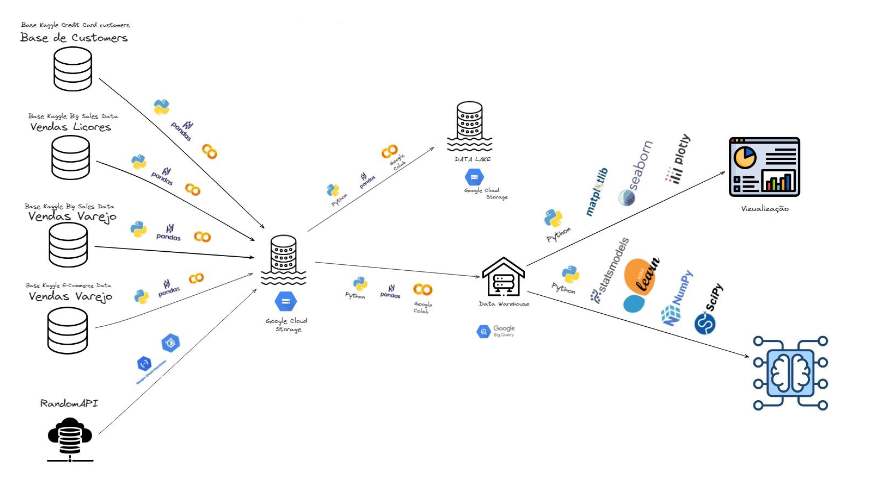 Base Kaggle Credit Card customers
Base de Customers
Base Kaggle Big Sales Data
Vendas Licores
pandas
pandas
Base Kaggle Big Sales Data
Vendas Varejo
pandas
Base Kaggle E-Commerce Data
Vendas Varejo
pandas
RandomAPI
Google Cloud
Storage
Python
pandas
Google
Colab
DATA LAKE
Google Cloud
Storage
Python
pandas
Google
Colab
Data Warehouse
Google
Big Query
Python
matplotlib
seaborn
plotly
Vizualização
Python
statsmodels
learn
NumPy
SciPy